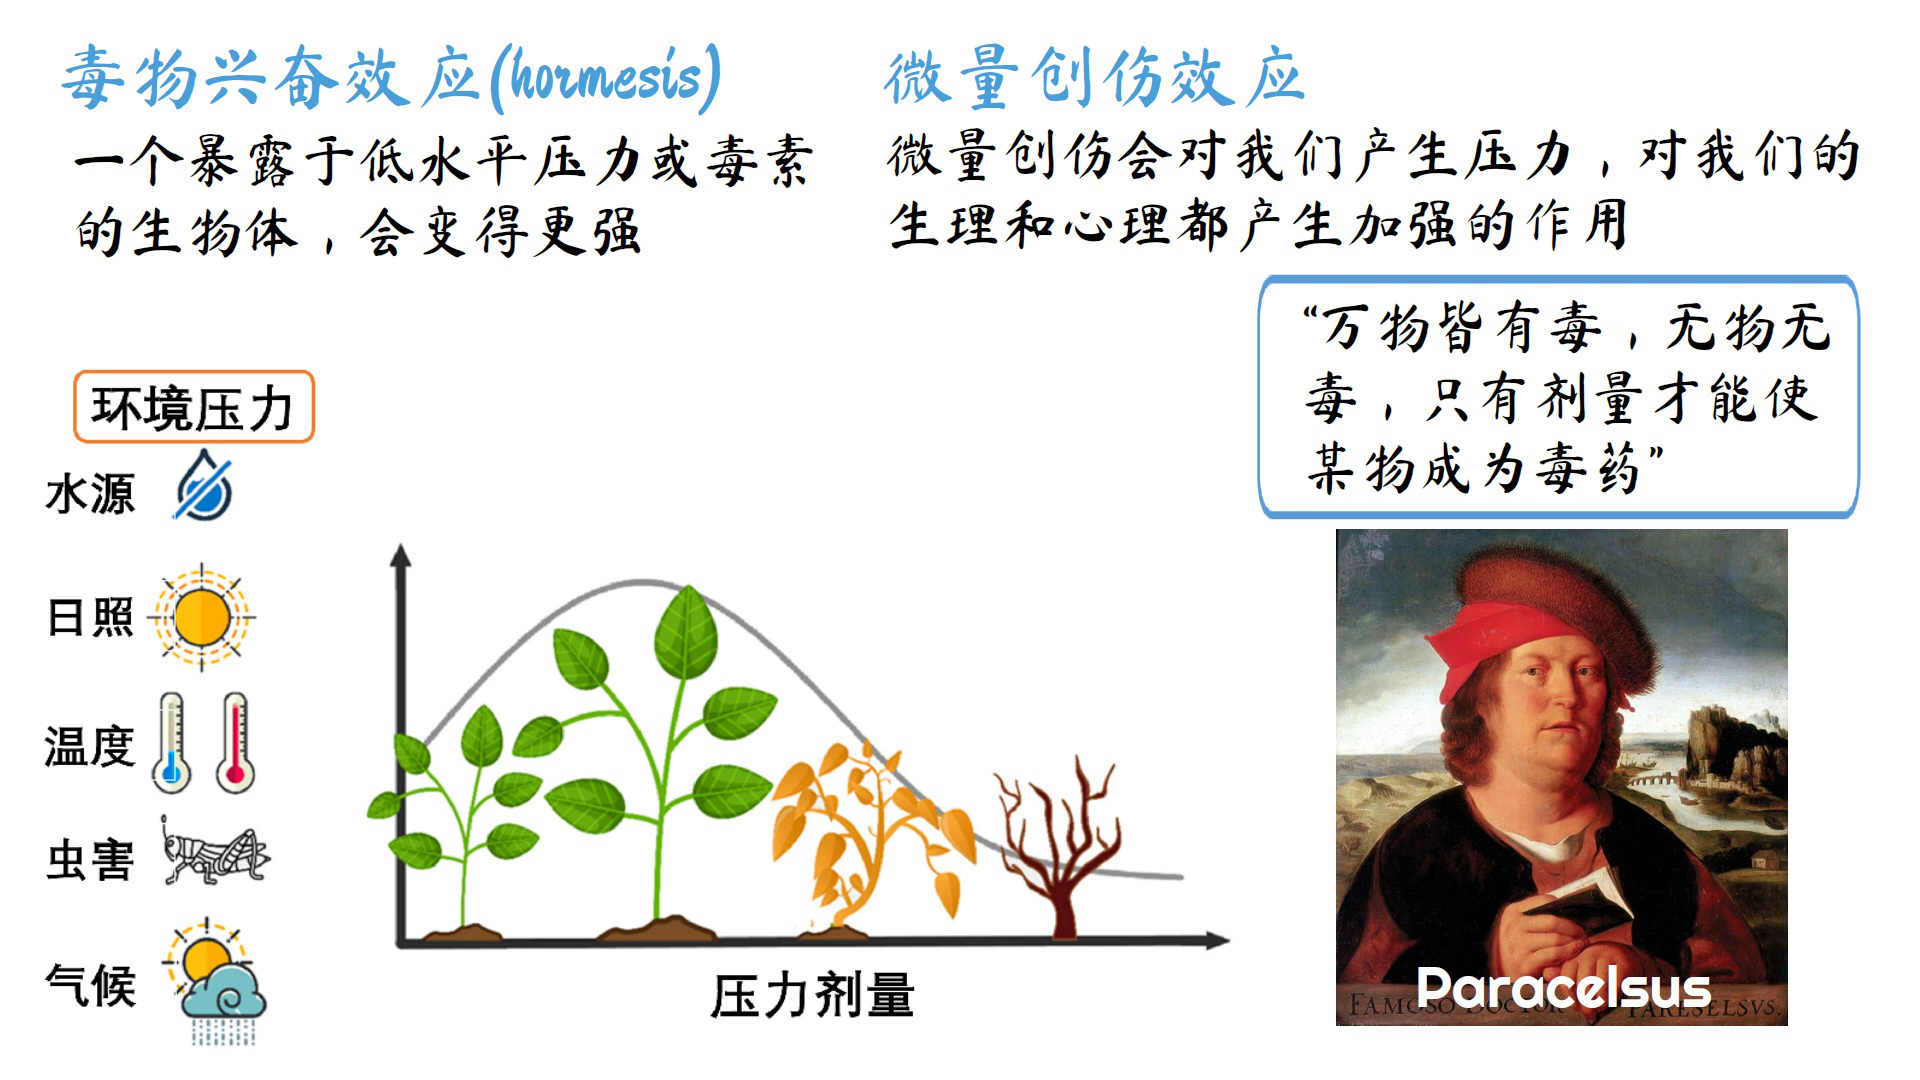 毒物兴奋效应(hormesis)
一个暴露于低水平压力或毒素
的生物体，会变得更强
微量创伤效应
微量创伤会对我们产生压力，对我们的
生理和心理都产生加强的作用
“万物皆有毒，无物无
毒，只有剂量才能使
某物成为毒药”
环境压力
水源
日照
温度
虫害
气候
压力剂量
Paracelsus
FAMOSO DOCTOR PARESELSVS.